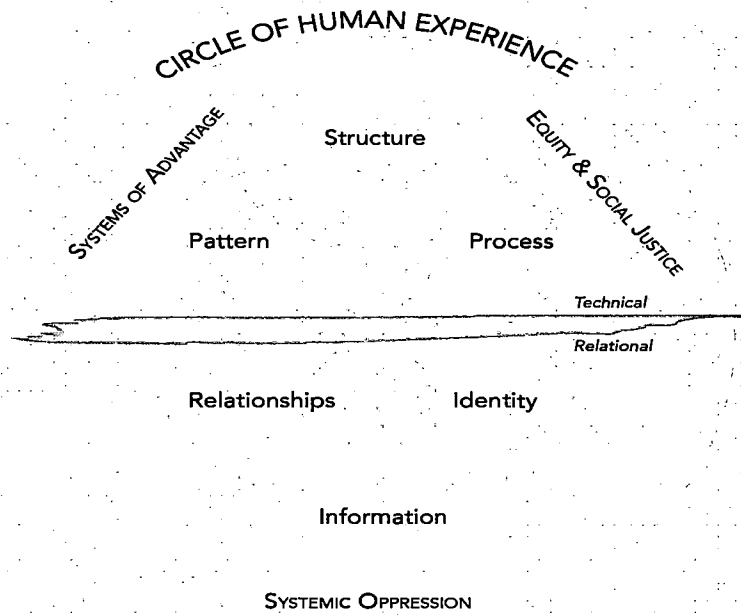 CIRCLE OF HUMAN EXPERIENCE
SYSTEMS OF ADVANTAGE
EQUITY & SOCIAL JUSTICE
Structure
Pattern
Process
Technical
Relational
Relationships
Identity
Information
SYSTEMIC OPPRESSION